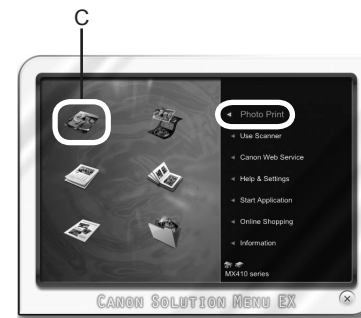 C
Photo Print
Use Scanner
Canon Web Service
Help & Settings
Start Application
Online Shopping
Information
MX410 series
CANON SOLUTION MENU EX